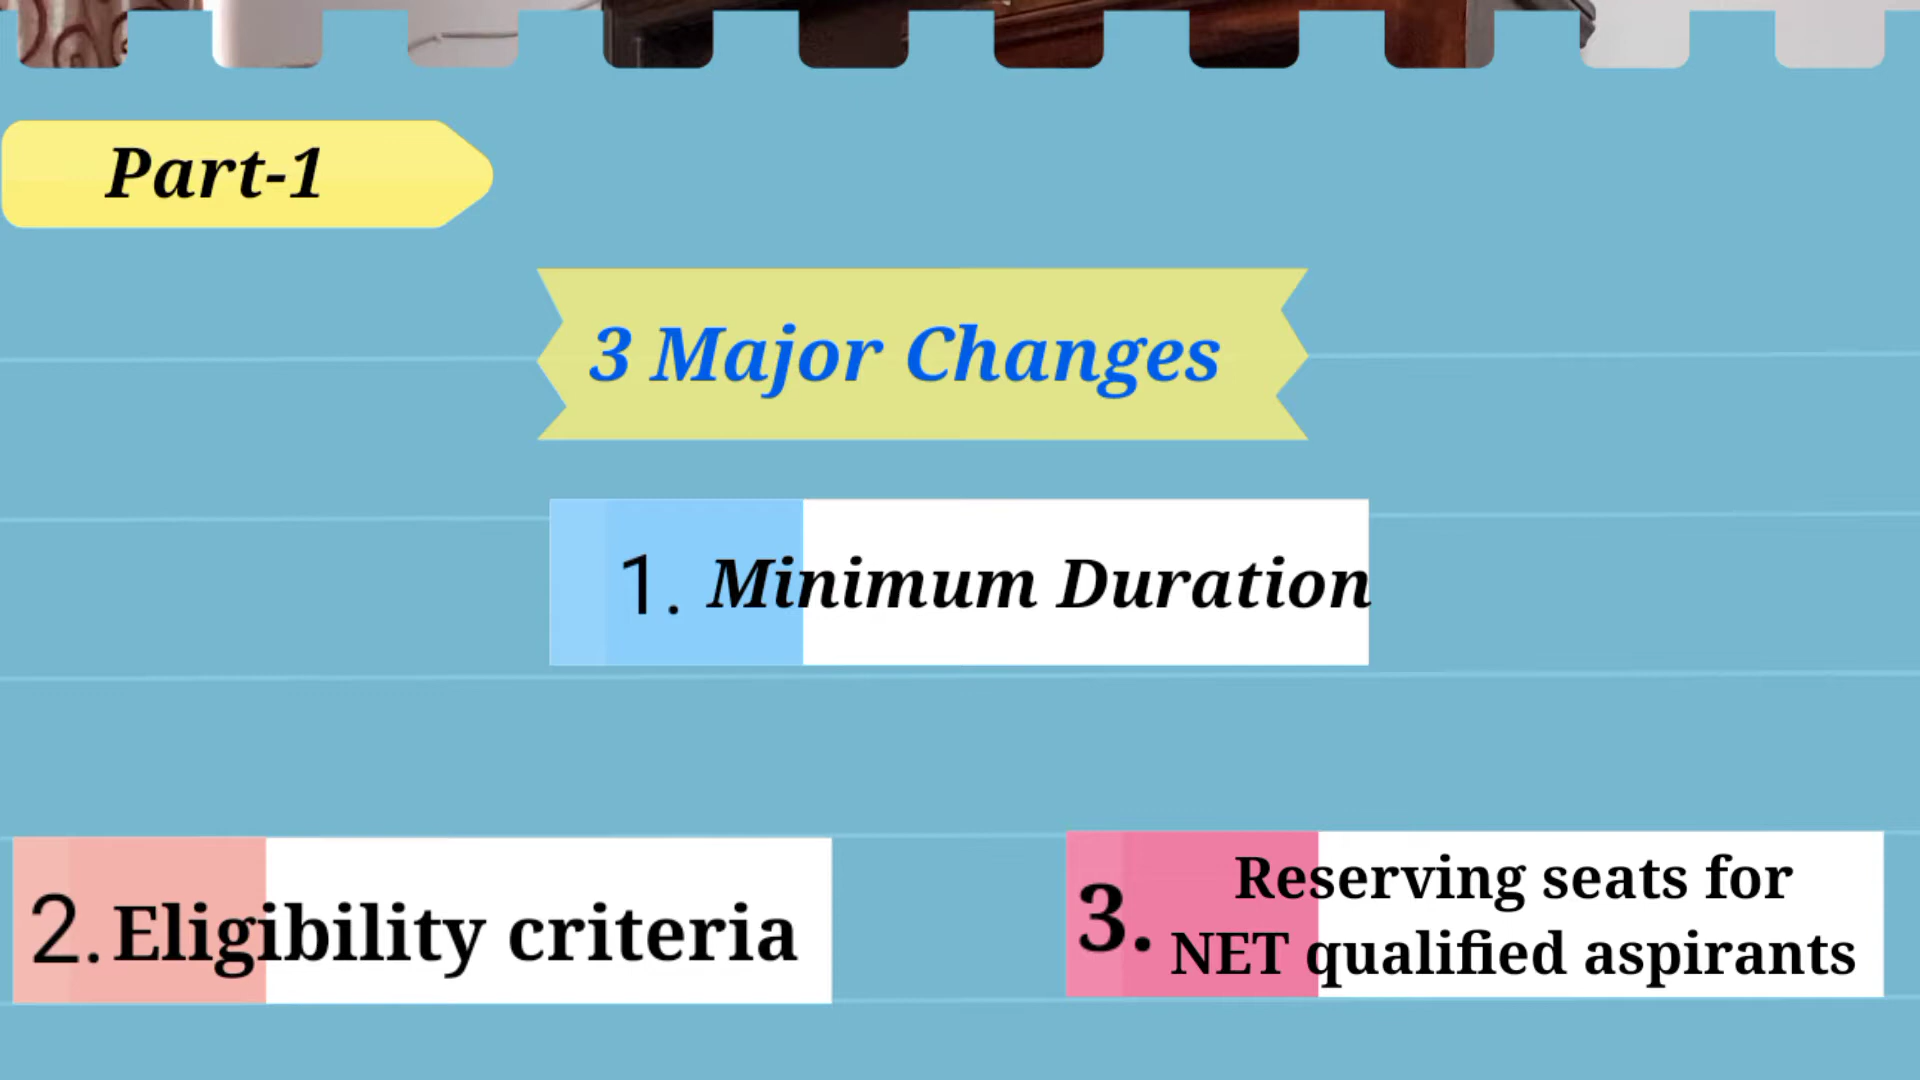 Part-1
3 Major Changes
1. Minimum Duration
2. Eligibility criteria
3. Reserving seats for
NET qualified aspirants